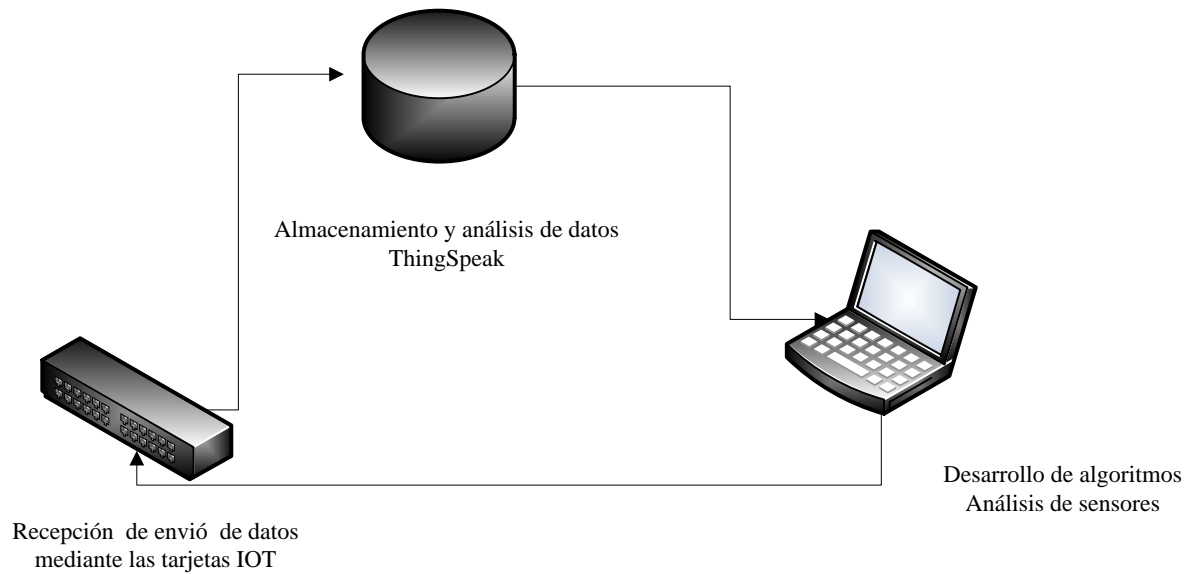 Almacenamiento y análisis de datos
ThingSpeak
Desarrollo de algoritmos
Análisis de sensores
Recepción de envió de datos
mediante las tarjetas IOT